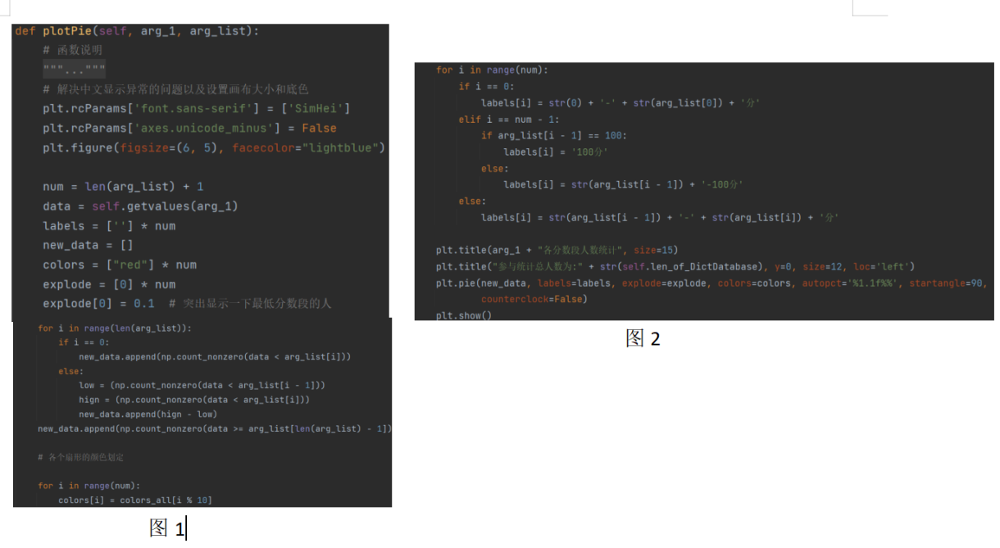 def plotPie(self, arg_1, arg_list):
# 函数说明
"""..."""
# 解决中文显示异常的问题以及设置画布大小和底色
plt.rcParams['font.sans-serif'] = ['SimHei']
plt.rcParams['axes.unicode_minus'] = False
plt.figure(figsize=(6, 5), facecolor="lightblue")
num = len(arg_list) + 1
data = self.getvalues(arg_1)
labels = [''] * num
new_data = []
colors = ["red"] * num
explode = [0] * num
explode[0] = 0.1  # 突出显示一下最低分数段的人
for i in range(len(arg_list)):
if i == 0:
new_data.append(np.count_nonzero(data < arg_list[i]))
else:
low = (np.count_nonzero(data < arg_list[i - 1]))
hign = (np.count_nonzero(data < arg_list[i]))
new_data.append(hign - low)
new_data.append(np.count_nonzero(data >= arg_list[len(arg_list) - 1])
# 各个扇形的颜色划定
for i in range(num):
colors[i] = colors_all[i % 10]
图 1
for i in range(num):
if i == 0:
labels[i] = str(0) + '-' + str(arg_list[0]) + '分'
elif i == num - 1:
if arg_list[i - 1] == 100:
labels[i] = '100分'
else:
labels[i] = str(arg_list[i - 1]) + '-100分'
else:
labels[i] = str(arg_list[i - 1]) + '-' + str(arg_list[i]) + '分'
plt.title(arg_1 + "各分数段人数统计", size=15)
plt.title("参与统计总人数为:" + str(self.len_of_DictDatabase), y=0, size=12, loc='left')
plt.pie(new_data, labels=labels, explode=explode, colors=colors, autopct='%1.1f%%', startangle=90,
counterclock=False)
plt.show()
图 2